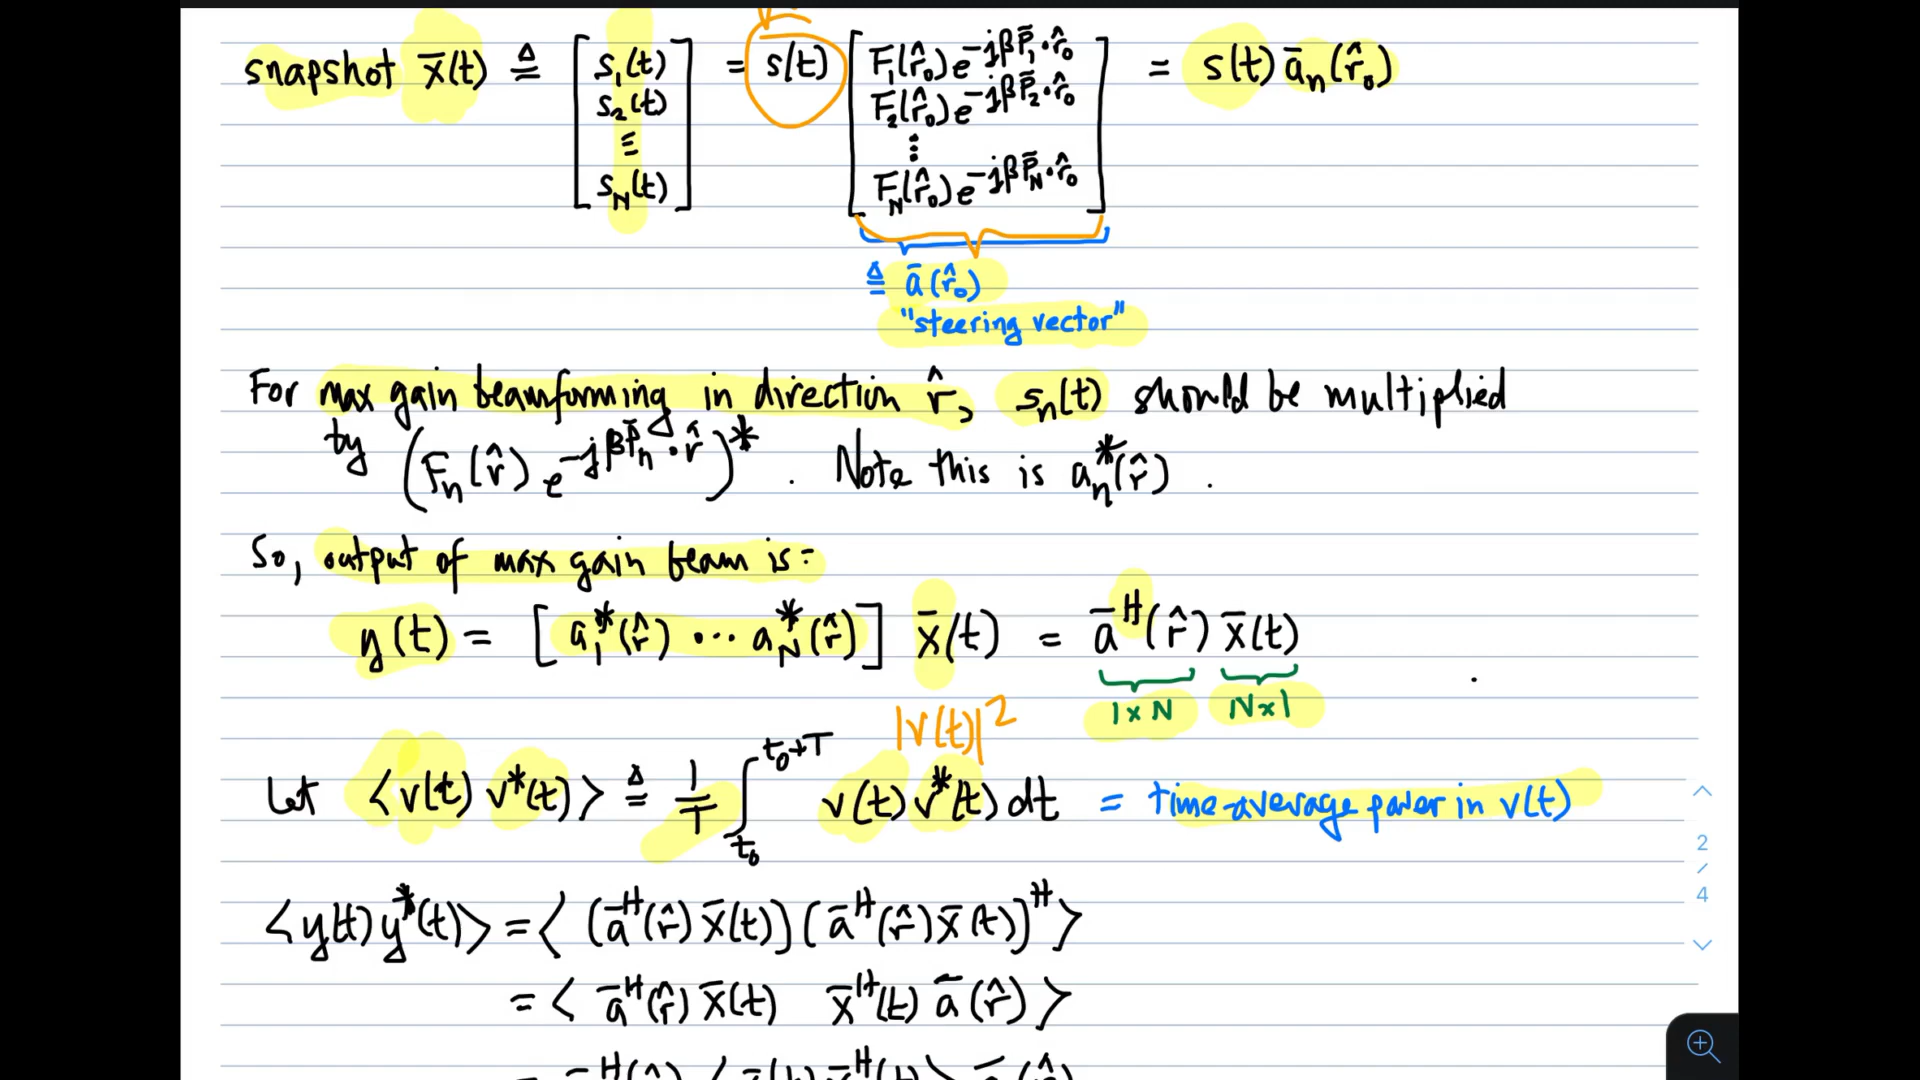 snapshot x̄(t) ≜ [s₁(t) s₂(t) ⋮ s_N(t)] = s(t) [F₁(r̂₀)e^{-jβp̄₁·r̂₀} F₂(r̂₀)e^{-jβp̄₂·r̂₀} ⋮ F_N(r̂₀)e^{-jβp̄_N·r̂₀}] = s(t) ā_n(r̂₀)
≜ ā(r̂₀)
"steering vector"
For max gain beamforming in direction r̂, s_n(t) should be multiplied
by (F_n(r̂) e^{-jβp̄_n·r̂})* . Note this is a_n*(r̂) .
So, output of max gain beam is:
y(t) = [a₁*(r̂) ⋯ a_N*(r̂)] x̄(t) = ā^H(r̂) x̄(t)
1×N N×1
|v(t)|²
Let ⟨v(t) v*(t)⟩ ≜ 1/T ∫_{t₀}^{t₀+T} v(t) v*(t) dt = time-average power in v(t)
2
/
4
⟨y(t) y*(t)⟩ = ⟨(ā^H(r̂) x̄(t))(ā^H(r̂) x̄(t))^H⟩
= ⟨ā^H(r̂) x̄(t) x̄^H(t) ā(r̂)⟩